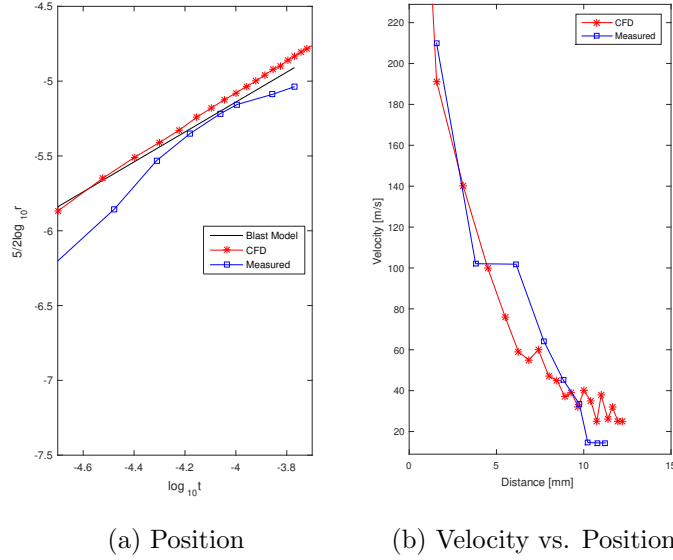 -4.5
-5
-5.5
-6
-6.5
-7
-7.5
5/2log 10r
Blast Model
CFD
Measured
-4.6 -4.4 -4.2 -4 -3.8
log 10t
(a) Position
220
200
180
160
140
120
100
80
60
40
20
Velocity [m/s]
CFD
Measured
0 5 10 15
Distance [mm]
(b) Velocity vs. Position